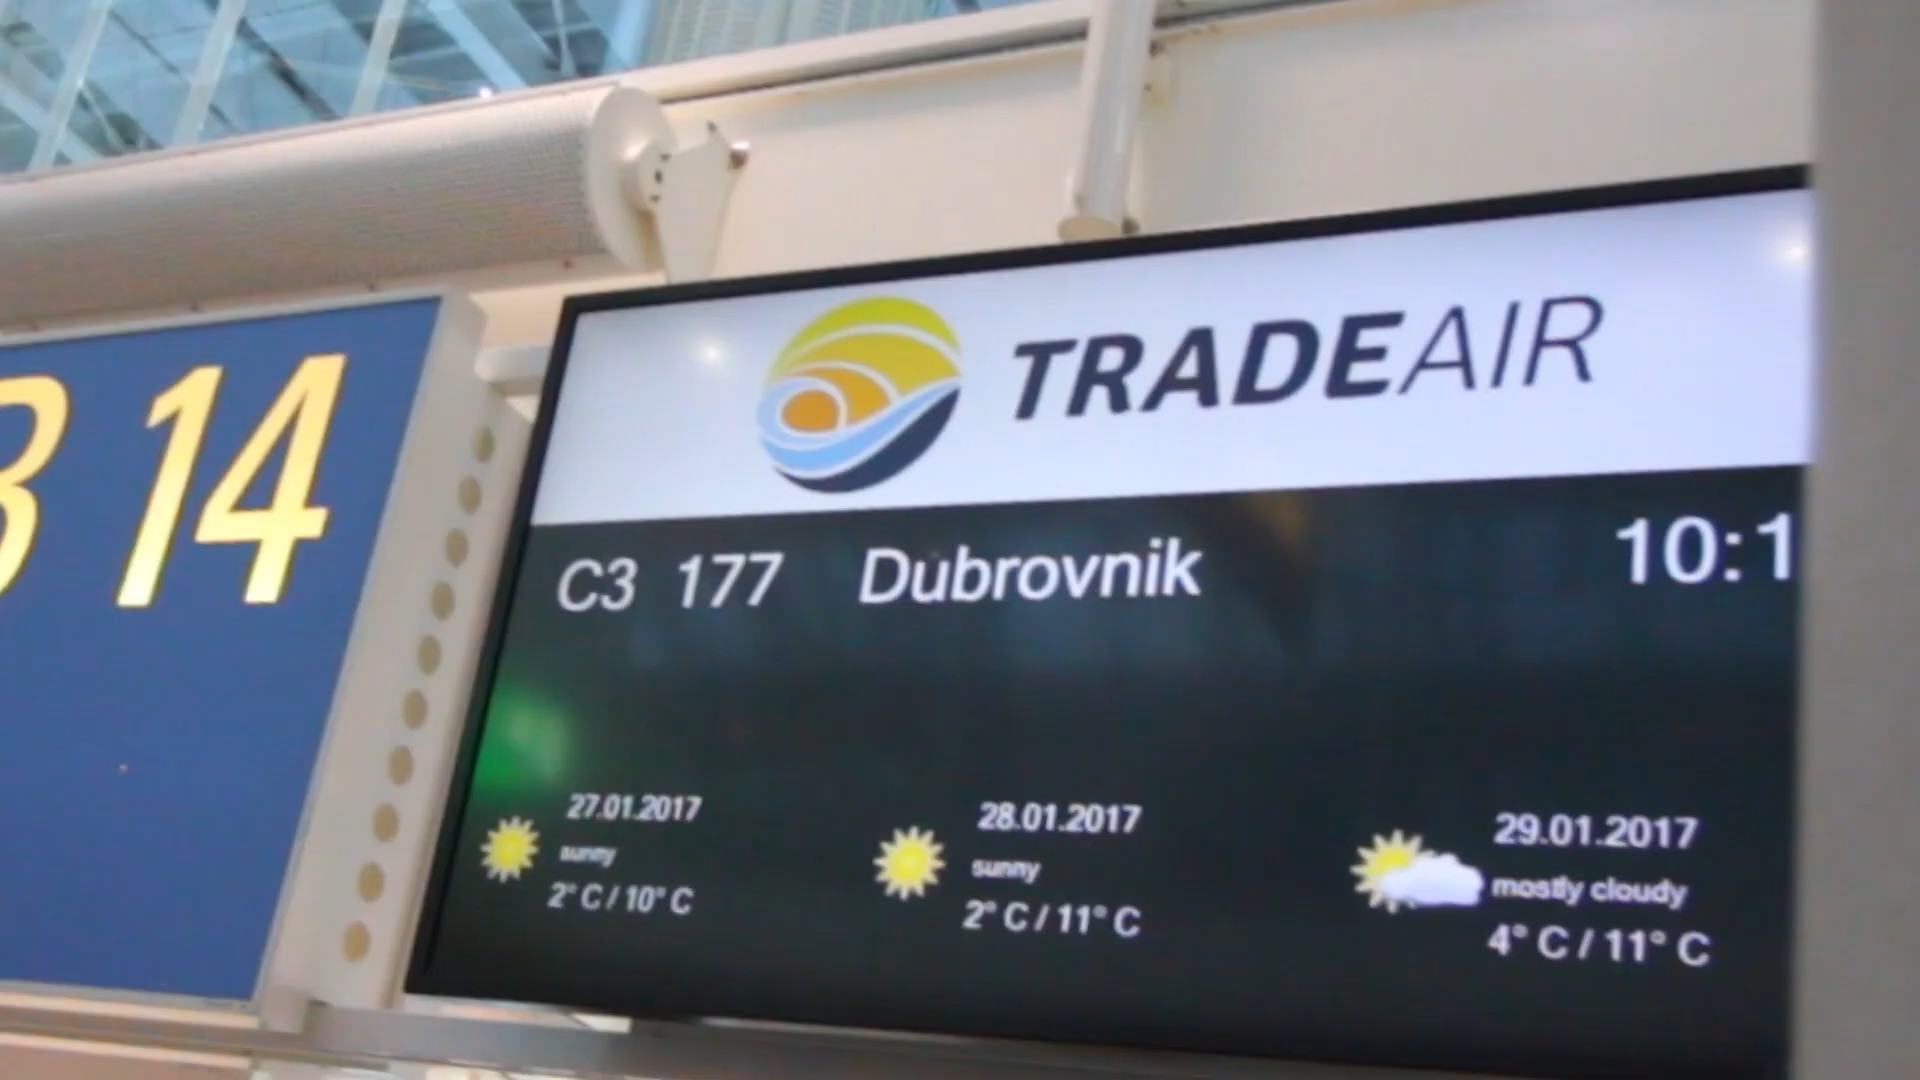 B 14
TRADEAIR
C3 177 Dubrovnik 10:1
27.01.2017
sunny
2° C / 10° C
28.01.2017
sunny
2° C / 11° C
29.01.2017
mostly cloudy
4° C / 11° C